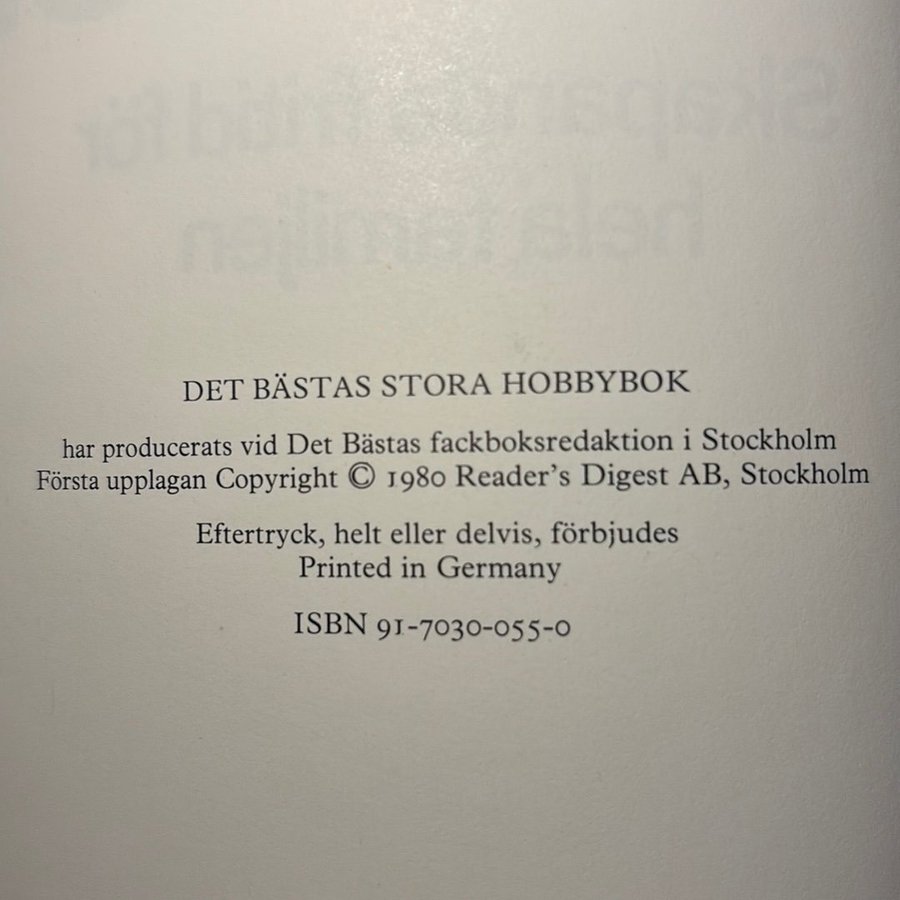 DET BÄSTAS STORA HOBBYBOK
har producerats vid Det Bästas fackboksredaktion i Stockholm
Första upplagan Copyright © 1980 Reader's Digest AB, Stockholm
Eftertryck, helt eller delvis, förbjudes
Printed in Germany
ISBN 91-7030-055-0